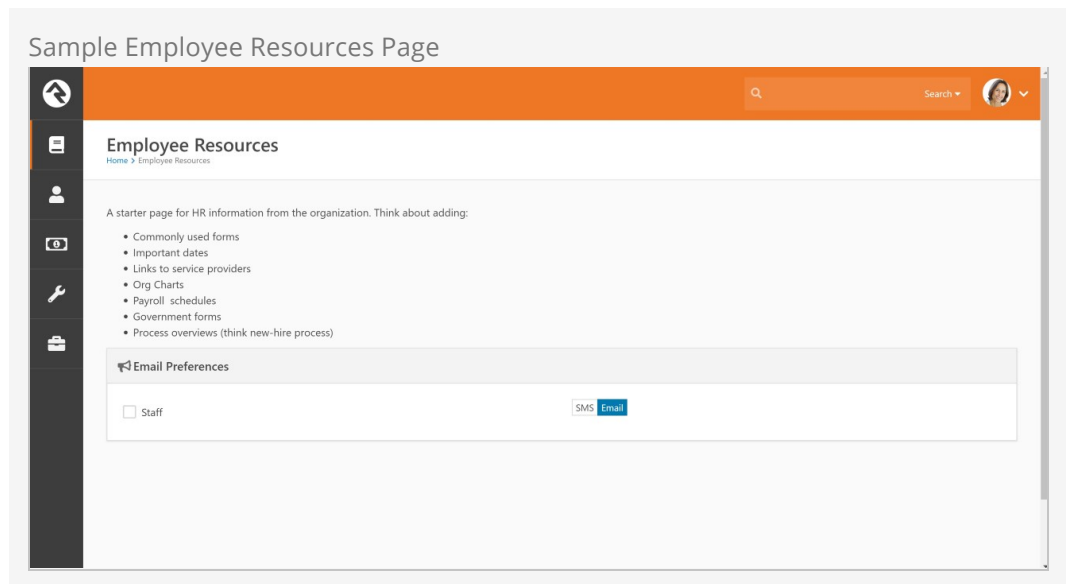 Sample Employee Resources Page
Search
Employee Resources
Home > Employee Resources
A starter page for HR information from the organization. Think about adding:
• Commonly used forms
• Important dates
• Links to service providers
• Org Charts
• Payroll  schedules
• Government forms
• Process overviews (think new-hire process)
Email Preferences
Staff
SMS Email